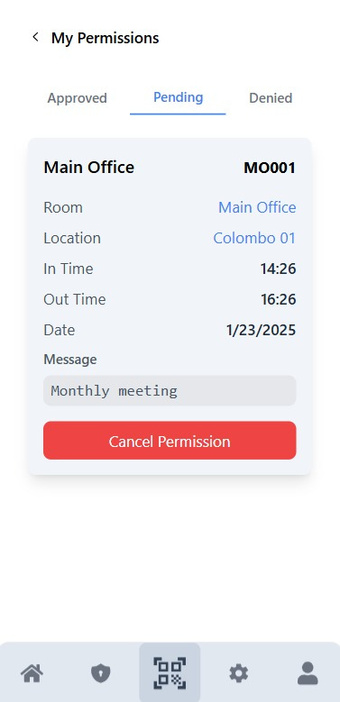 My Permissions
Approved Pending Denied
Main Office MO001
Room Main Office
Location Colombo 01
In Time 14:26
Out Time 16:26
Date 1/23/2025
Message
Monthly meeting
Cancel Permission